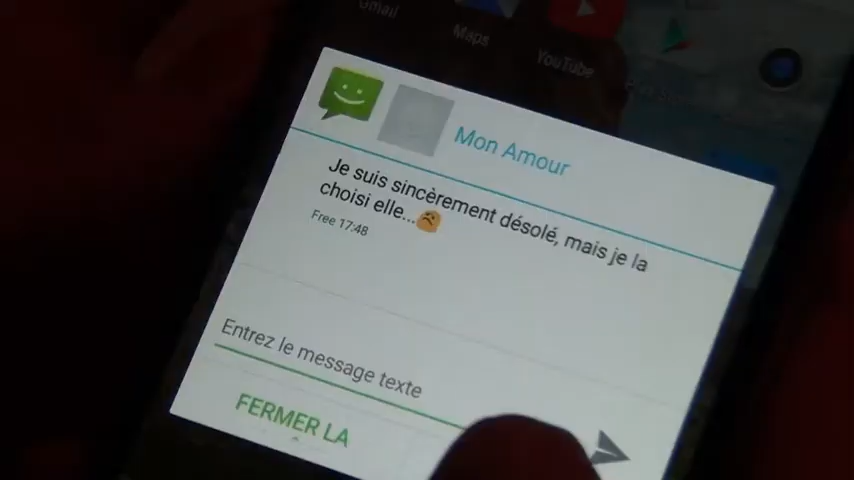 Gmail
Maps
YouTube
Mon Amour
Je suis sincèrement désolé, mais je la
choisi elle...😟
Free 17:48
Entrez le message texte
FERMER LA